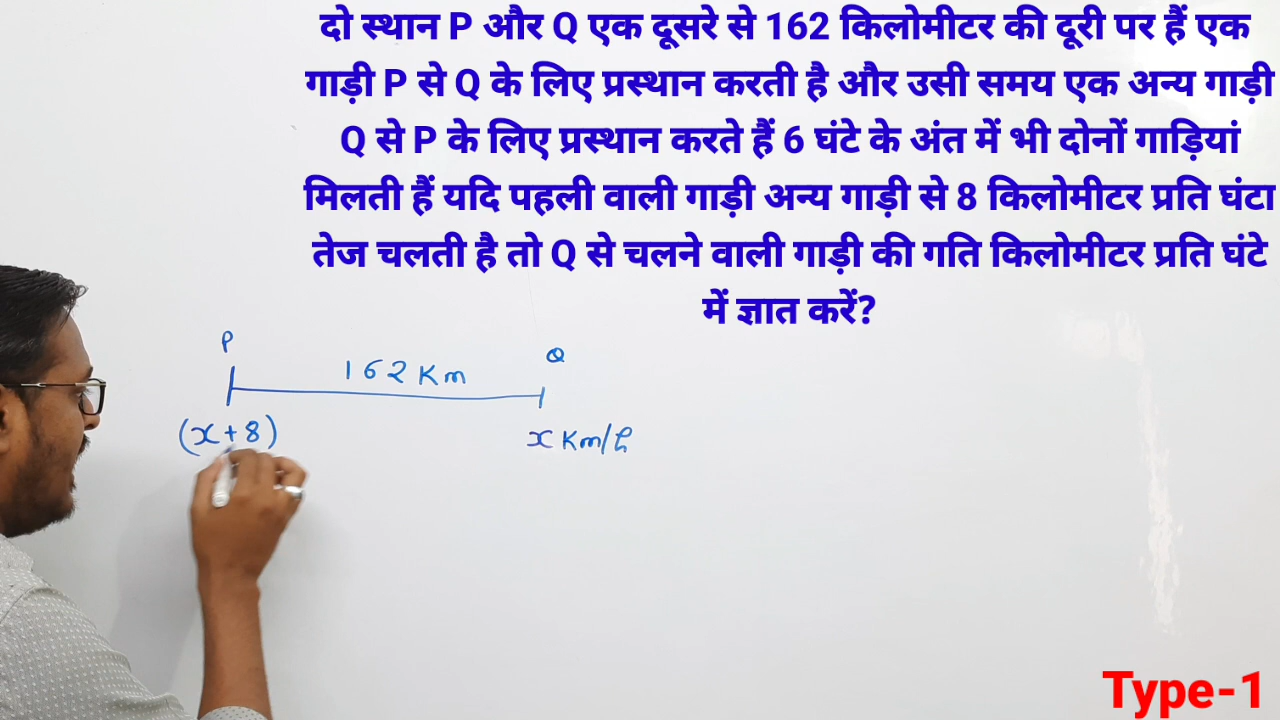 दो स्थान P और Q एक दूसरे से 162 किलोमीटर की दूरी पर हैं एक
गाड़ी P से Q के लिए प्रस्थान करती है और उसी समय एक अन्य गाड़ी
Q से P के लिए प्रस्थान करते हैं 6 घंटे के अंत में भी दोनों गाड़ियां
मिलती हैं यदि पहली वाली गाड़ी अन्य गाड़ी से 8 किलोमीटर प्रति घंटा
तेज चलती है तो Q से चलने वाली गाड़ी की गति किलोमीटर प्रति घंटे
में ज्ञात करें?
P
Q
162 Km
(x+8)
x Km/h
Type-1